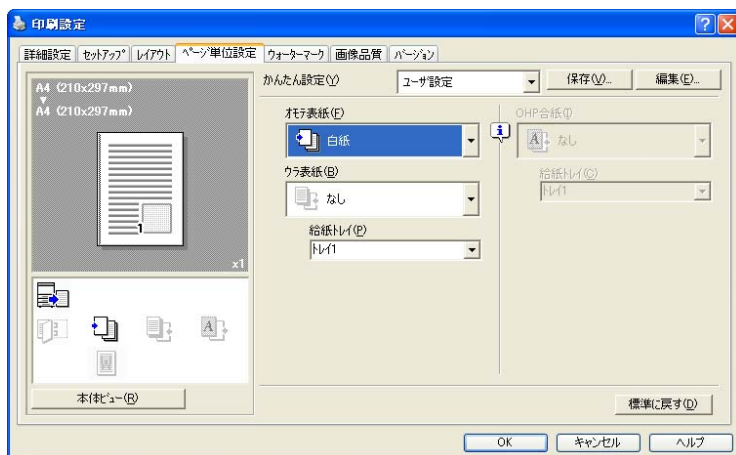 印刷設定
詳細設定 セットアップ レイアウト ページ単位設定 ウォーターマーク 画像品質 バージョン
A4 (210x297mm)
A4 (210x297mm)
1
x1
本体ビュー(R)
かんたん設定(Y) ユーザ設定 保存(V)... 編集(E)...
オモテ表紙(F)
白紙
ウラ表紙(B)
なし
給紙トレイ(P)
トレイ1
OHP合紙(I)
A なし
給紙トレイ(C)
トレイ1
標準に戻す(D)
OK キャンセル ヘルプ